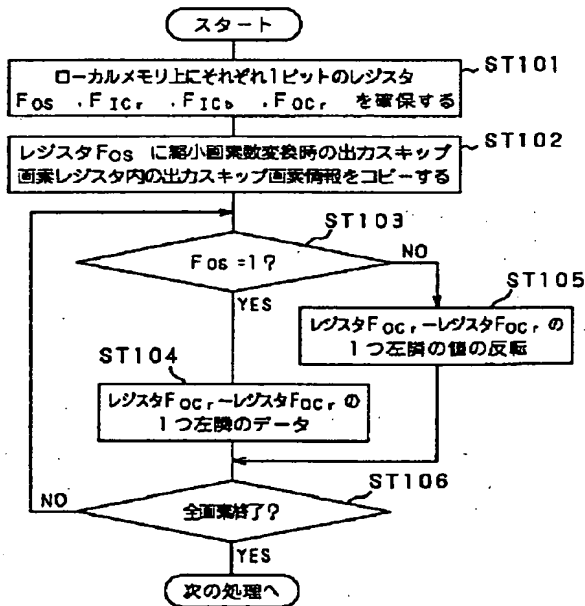 スタート
ST101
ローカルメモリ上にそれぞれ1ビットのレジスタ
FOS ,FICr ,FICb ,FOCr を確保する
ST102
レジスタFOS に縮小画素数変換時の出力スキップ
画素レジスタ内の出力スキップ画素情報をコピーする
ST103
FOS=1?
NO
YES
ST105
レジスタFOCr←レジスタFOCrの
1つ左隣の値の反転
ST104
レジスタFOCr←レジスタFOCrの
1つ左隣のデータ
ST106
NO
全画素終了?
YES
次の処理へ